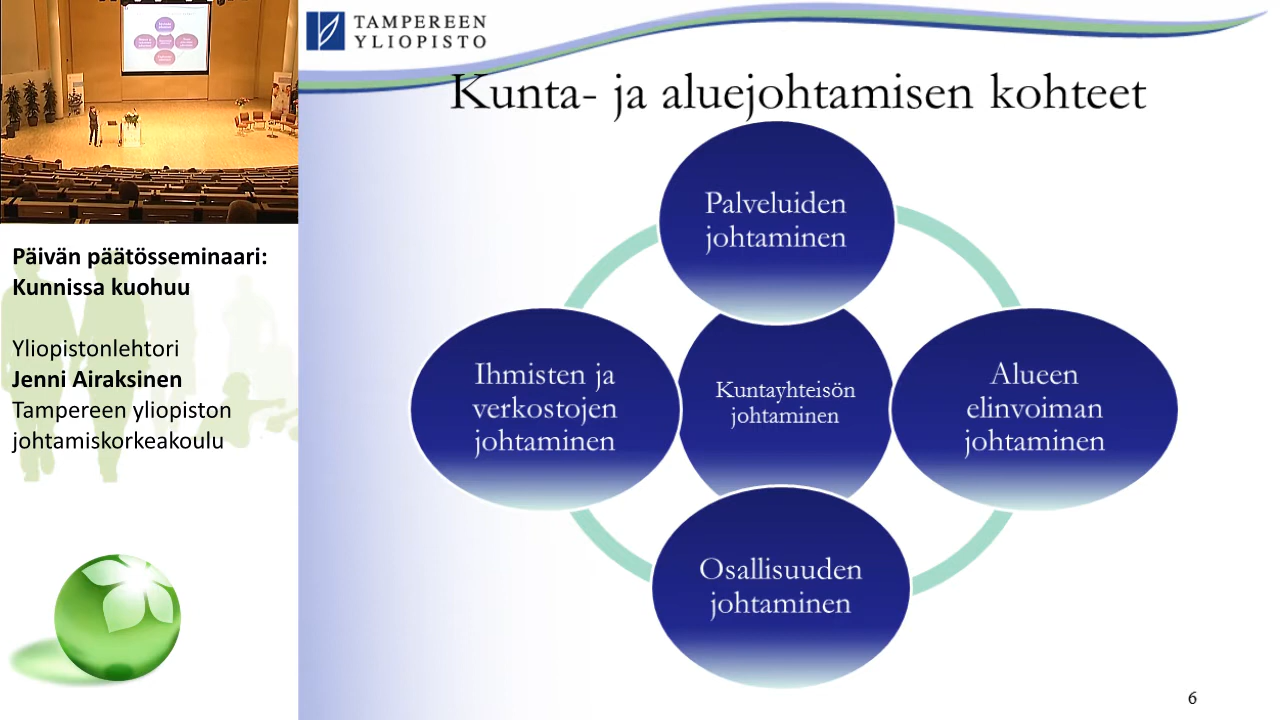 Päivän päätösseminaari:
Kunnissa kuohuu
Yliopistonlehtori
Jenni Airaksinen
Tampereen yliopiston
johtamiskorkeakoulu
TAMPEREEN
YLIOPISTO
Kunta- ja aluejohtamisen kohteet
Palveluiden
johtaminen
Ihmisten ja
verkostojen
johtaminen
Kuntayhteisön
johtaminen
Alueen
elinvoiman
johtaminen
Osallisuuden
johtaminen
6